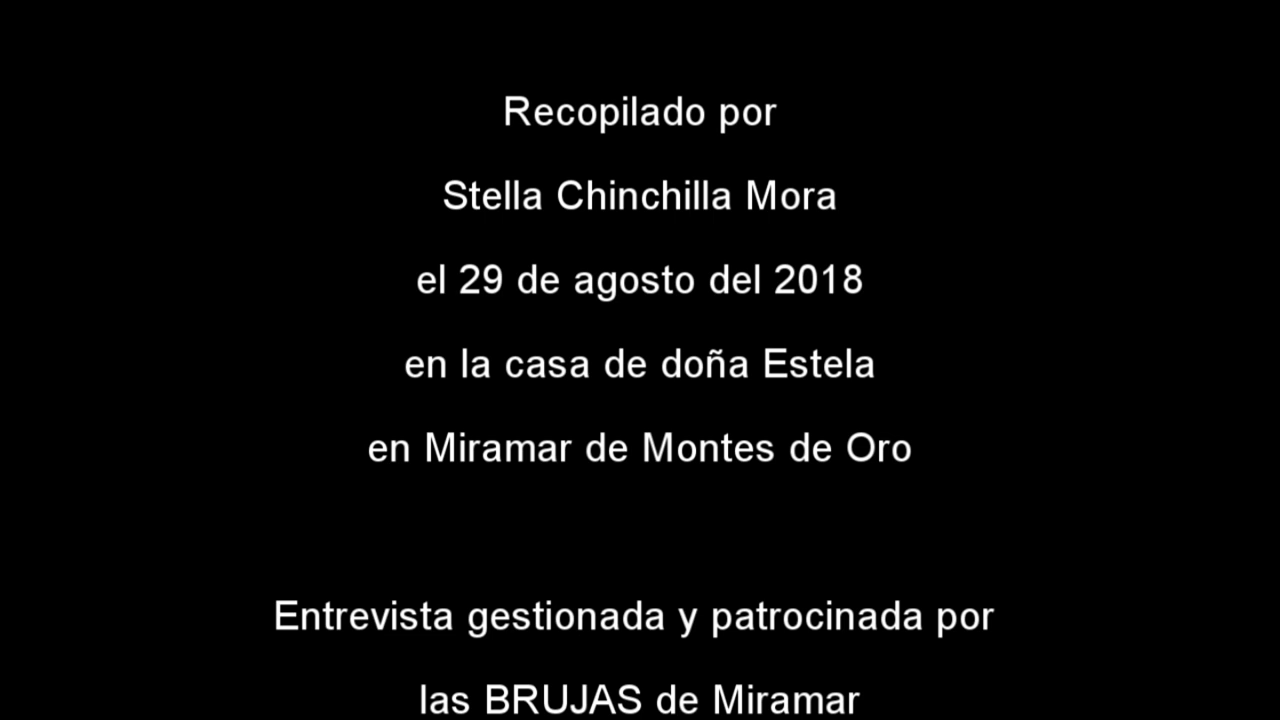 Recopilado por
Stella Chinchilla Mora
el 29 de agosto del 2018
en la casa de doña Estela
en Miramar de Montes de Oro
Entrevista gestionada y patrocinada por
las BRUJAS de Miramar